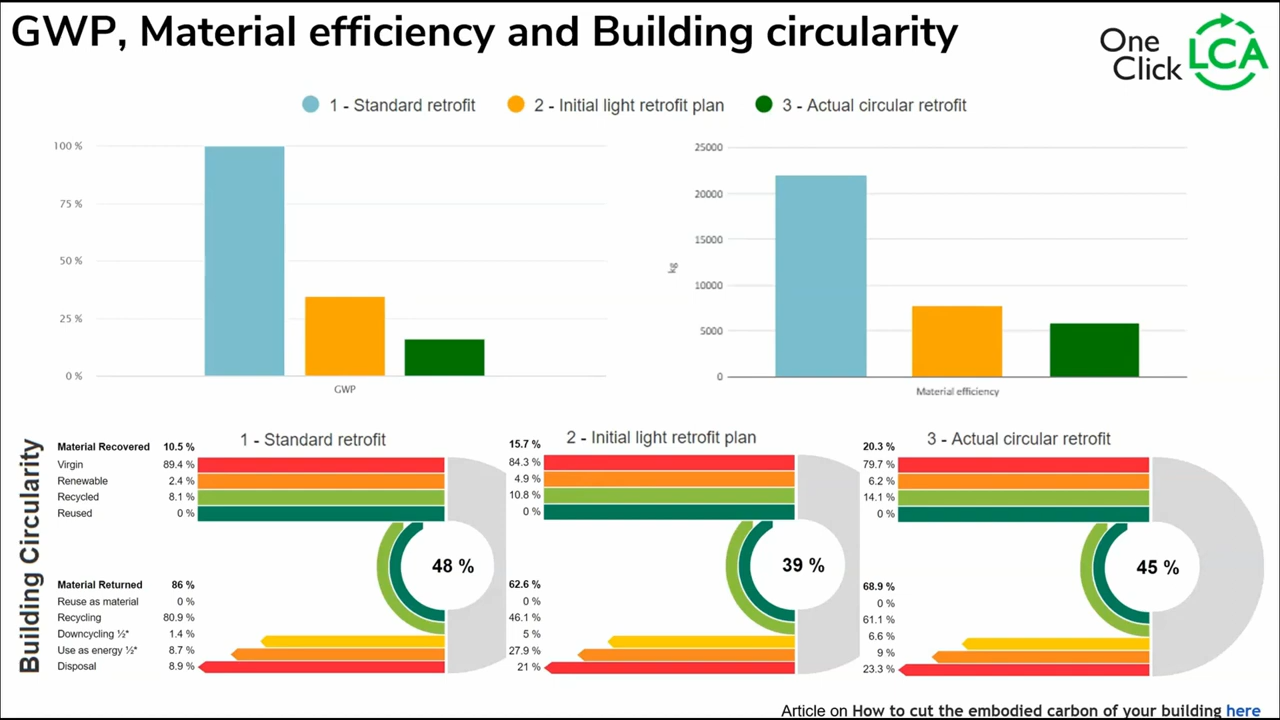 GWP, Material efficiency and Building circularity
One
Click
LCA
1 - Standard retrofit
2 - Initial light retrofit plan
3 - Actual circular retrofit
100 %
75 %
50 %
25 %
0 %
GWP
25000
20000
15000
10000
5000
0
kg
Material efficiency
Building Circularity
1 - Standard retrofit
Material Recovered 10.5 %
Virgin 89.4 %
Renewable 2.4 %
Recycled 8.1 %
Reused 0 %
48 %
Material Returned 86 %
Reuse as material 0 %
Recycling 80.9 %
Downcycling ½* 1.4 %
Use as energy ½* 8.7 %
Disposal 8.9 %
2 - Initial light retrofit plan
15.7 %
84.3 %
4.9 %
10.8 %
0 %
39 %
62.6 %
0 %
46.1 %
5 %
27.9 %
21 %
3 - Actual circular retrofit
20.3 %
79.7 %
6.2 %
14.1 %
0 %
45 %
68.9 %
0 %
61.1 %
6.6 %
9 %
23.3 %
Article on How to cut the embodied carbon of your building here